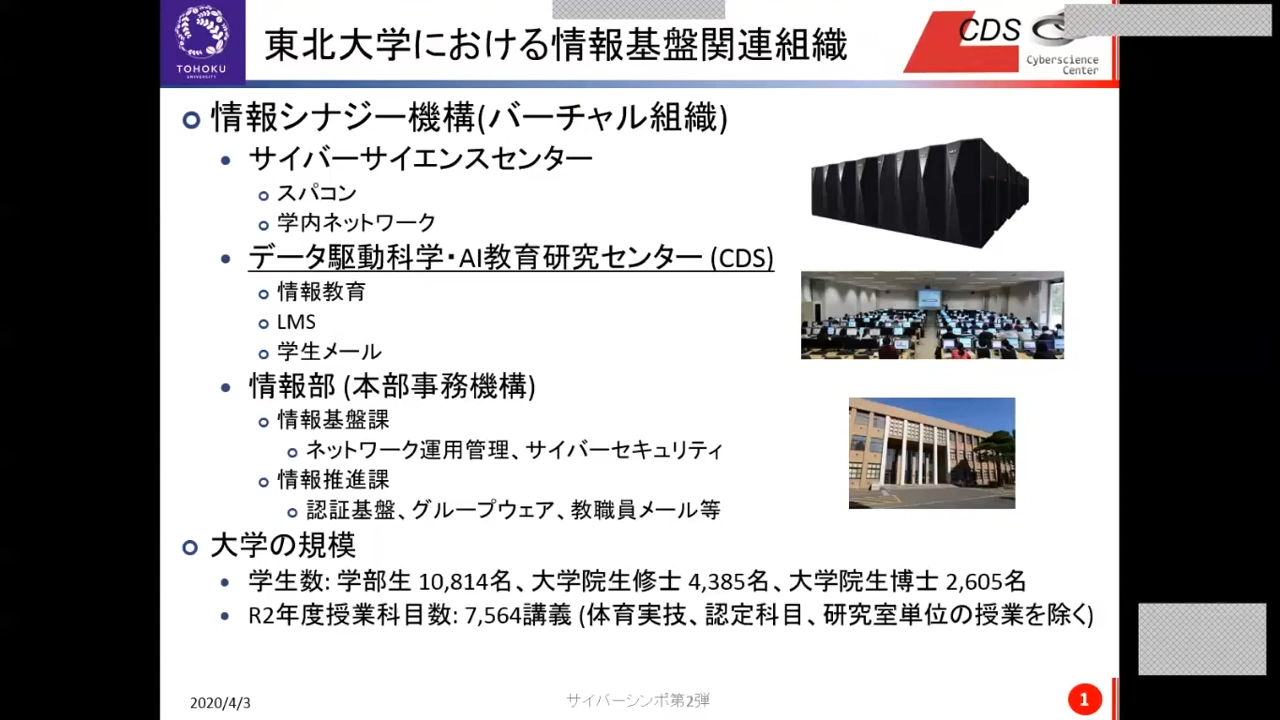 東北大学における情報基盤関連組織
TOHOKU
UNIVERSITY
CDS
Cyberscience
Center
情報シナジー機構(バーチャル組織)
サイバーサイエンスセンター
スパコン
学内ネットワーク
データ駆動科学・AI教育研究センター (CDS)
情報教育
LMS
学生メール
情報部 (本部事務機構)
情報基盤課
ネットワーク運用管理、サイバーセキュリティ
情報推進課
認証基盤、グループウェア、教職員メール等
大学の規模
学生数: 学部生 10,814名、大学院生修士 4,385名、大学院生博士 2,605名
R2年度授業科目数: 7,564講義 (体育実技、認定科目、研究室単位の授業を除く)
2020/4/3
サイバーシンポ第2弾
1